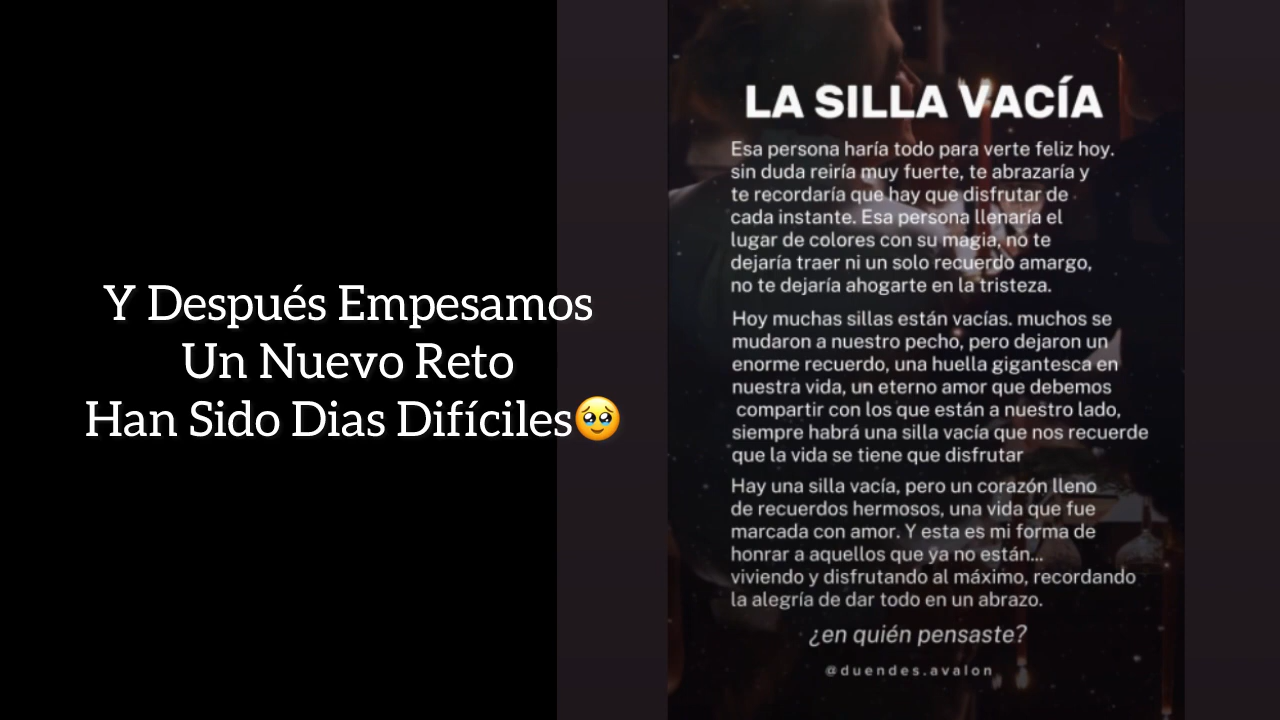 Y Después Empesamos
Un Nuevo Reto
Han Sido Dias Difíciles🥹
LA SILLA VACÍA
Esa persona haría todo para verte feliz hoy.
sin duda reiría muy fuerte, te abrazaría y
te recordaría que hay que disfrutar de
cada instante. Esa persona llenaría el
lugar de colores con su magia, no te
dejaría traer ni un solo recuerdo amargo,
no te dejaría ahogarte en la tristeza.
Hoy muchas sillas están vacías. muchos se
mudaron a nuestro pecho, pero dejaron un
enorme recuerdo, una huella gigantesca en
nuestra vida, un eterno amor que debemos
compartir con los que están a nuestro lado,
siempre habrá una silla vacía que nos recuerde
que la vida se tiene que disfrutar
Hay una silla vacía, pero un corazón lleno
de recuerdos hermosos, una vida que fue
marcada con amor. Y esta es mi forma de
honrar a aquellos que ya no están...
viviendo y disfrutando al máximo, recordando
la alegría de dar todo en un abrazo.
¿en quién pensaste?
@duendes.avalon